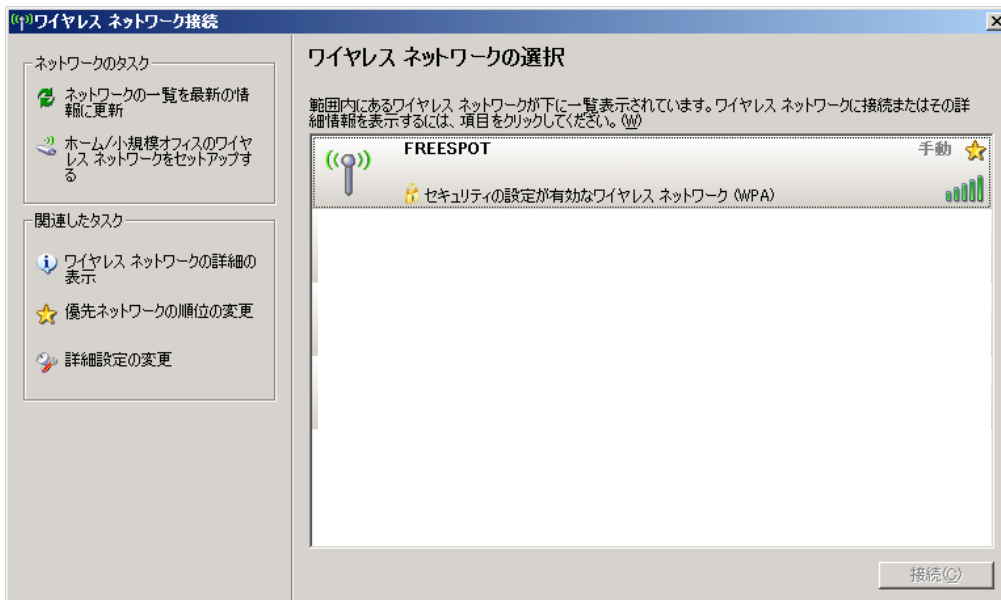 ワイヤレス ネットワーク接続
ネットワークのタスク
ネットワークの一覧を最新の情
報に更新
ホーム/小規模オフィスのワイヤ
レス ネットワークをセットアップす
る
関連したタスク
ワイヤレス ネットワークの詳細の
表示
優先ネットワークの順位の変更
詳細設定の変更
ワイヤレス ネットワークの選択
範囲内にあるワイヤレス ネットワークが下に一覧表示されています。ワイヤレス ネットワークに接続またはその詳
細情報を表示するには、項目をクリックしてください。(W)
FREESPOT
手動
セキュリティの設定が有効なワイヤレス ネットワーク (WPA)
接続(C)